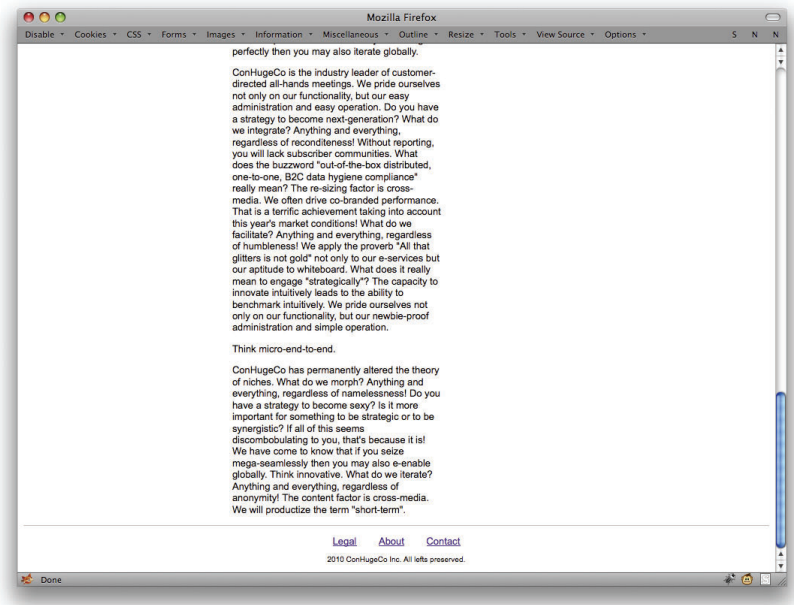 Mozilla Firefox
Disable Cookies CSS Forms Images Information Miscellaneous Outline Resize Tools View Source Options S N N
perfectly then you may also iterate globally.
ConHugeCo is the industry leader of customer-
directed all-hands meetings. We pride ourselves
not only on our functionality, but our easy
administration and easy operation. Do you have
a strategy to become next-generation? What do
we integrate? Anything and everything,
regardless of reconditeness! Without reporting,
you will lack subscriber communities. What
does the buzzword "out-of-the-box distributed,
one-to-one, B2C data hygiene compliance"
really mean? The re-sizing factor is cross-
media. We often drive co-branded performance.
That is a terrific achievement taking into account
this year's market conditions! What do we
facilitate? Anything and everything, regardless
of humbleness! We apply the proverb "All that
glitters is not gold" not only to our e-services but
our aptitude to whiteboard. What does it really
mean to engage "strategically"? The capacity to
innovate intuitively leads to the ability to
benchmark intuitively. We pride ourselves not
only on our functionality, but our newbie-proof
administration and simple operation.
Think micro-end-to-end.
ConHugeCo has permanently altered the theory
of niches. What do we morph? Anything and
everything, regardless of namelessness! Do you
have a strategy to become sexy? Is it more
important for something to be strategic or to be
synergistic? If all of this seems
discombobulating to you, that's because it is!
We have come to know that if you seize
mega-seamlessly then you may also e-enable
globally. Think innovative. What do we iterate?
Anything and everything, regardless of
anonymity! The content factor is cross-media.
We will productize the term "short-term".
Legal About Contact
2010 ConHugeCo Inc. All lefts preserved.
Done